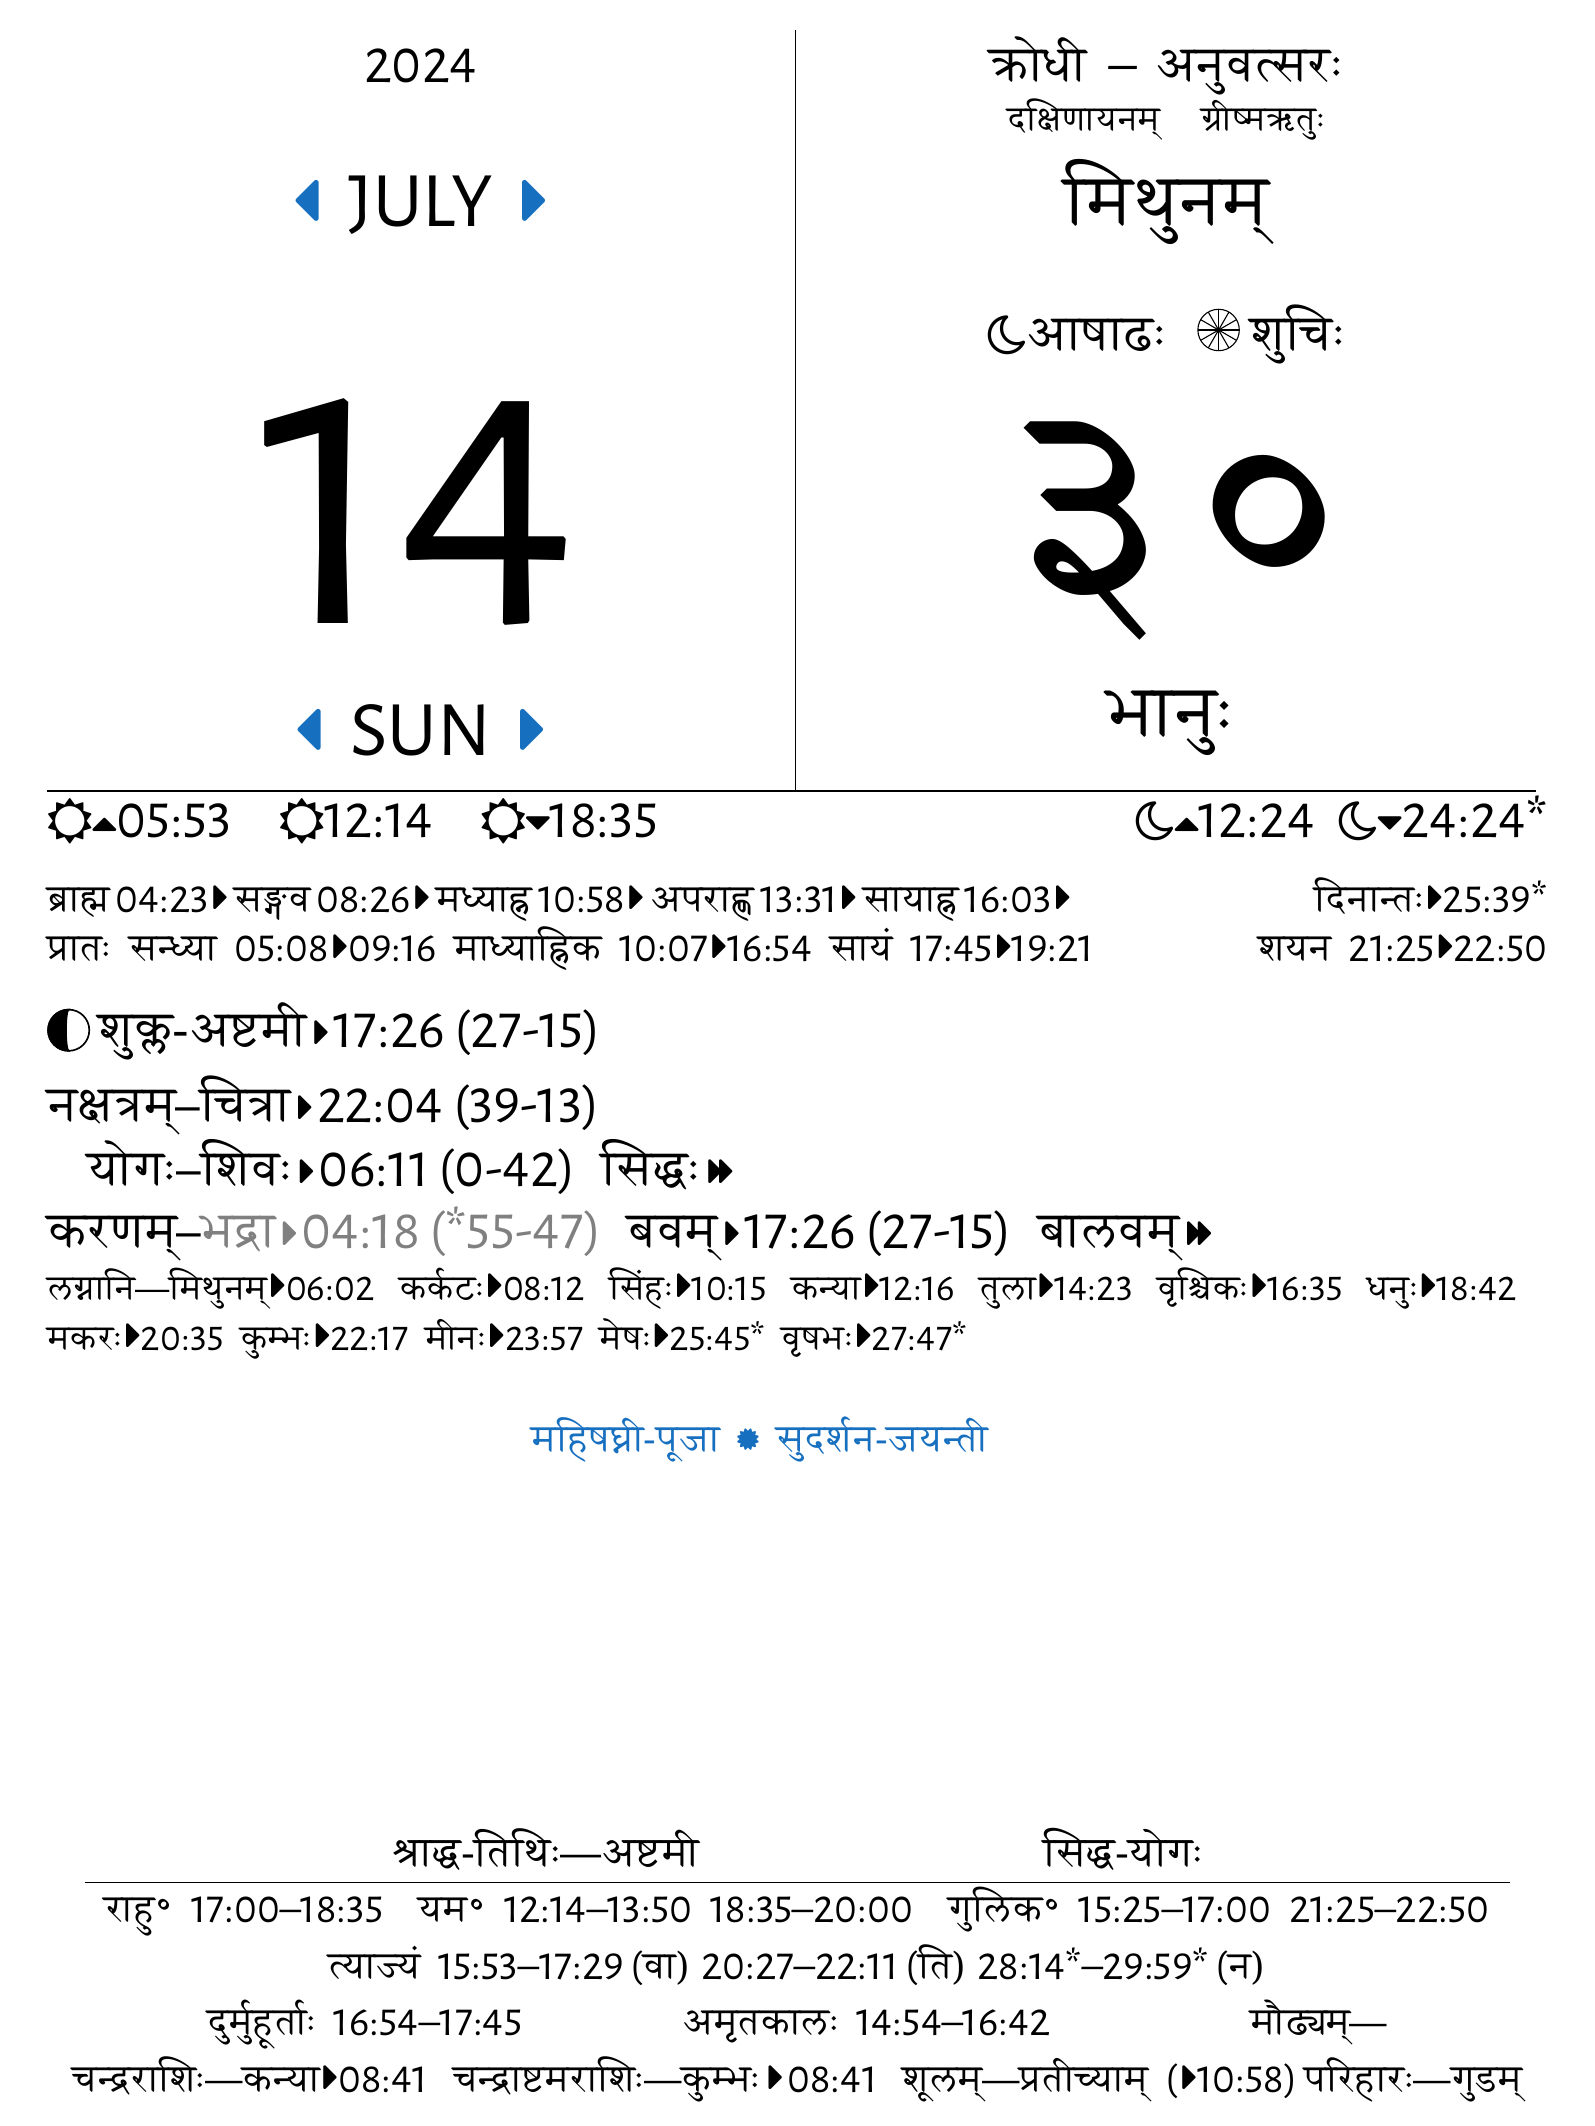 2024
JULY
14
SUN
क्रोधी – अनुवत्सरः
दक्षिणायनम् ग्रीष्मऋतुः
मिथुनम्
आषाढः शुचिः
३०
भानुः
05:53 12:14 18:35 12:24 24:24*
ब्राह्म 04:23 सङ्गव 08:26 मध्याह्न 10:58 अपराह्ण 13:31 सायाह्न 16:03 दिनान्तः 25:39*
प्रातः सन्ध्या 05:08 09:16 माध्याह्निक 10:07 16:54 सायं 17:45 19:21 शयन 21:25 22:50
शुक्ल-अष्टमी 17:26 (27-15)
नक्षत्रम्–चित्रा 22:04 (39-13)
योगः–शिवः 06:11 (0-42) सिद्धः
करणम्–भद्रा 04:18 (*55-47) बवम् 17:26 (27-15) बालवम्
लग्नानि—मिथुनम् 06:02 कर्कटः 08:12 सिंहः 10:15 कन्या 12:16 तुला 14:23 वृश्चिकः 16:35 धनुः 18:42
मकरः 20:35 कुम्भः 22:17 मीनः 23:57 मेषः 25:45* वृषभः 27:47*
महिषघ्नी-पूजा सुदर्शन-जयन्ती
श्राद्ध-तिथिः—अष्टमी सिद्ध-योगः
राहु॰ 17:00–18:35 यम॰ 12:14–13:50 18:35–20:00 गुलिक॰ 15:25–17:00 21:25–22:50
त्याज्यं 15:53–17:29 (वा) 20:27–22:11 (ति) 28:14*–29:59* (न)
दुर्मुहूर्ताः 16:54–17:45 अमृतकालः 14:54–16:42 मौढ्यम्—
चन्द्रराशिः—कन्या 08:41 चन्द्राष्टमराशिः—कुम्भः 08:41 शूलम्—प्रतीच्याम् (10:58) परिहारः—गुडम्